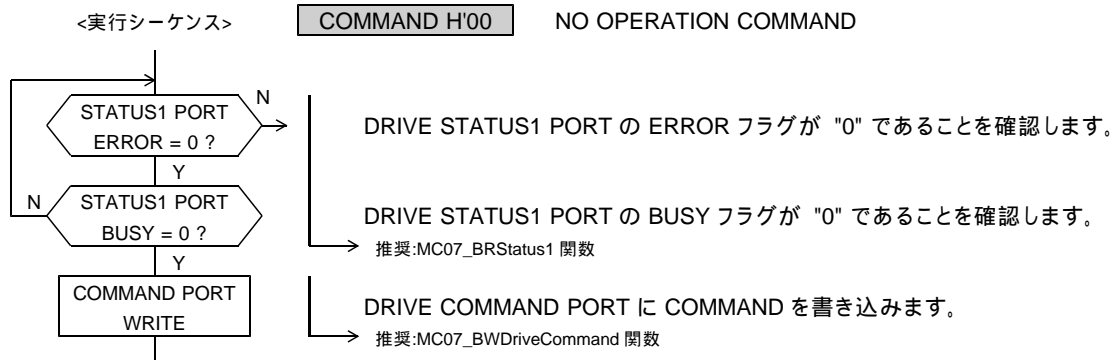 <実行シーケンス> COMMAND H'00 NO OPERATION COMMAND
STATUS1 PORT
ERROR = 0 ?
N
DRIVE STATUS1 PORT の ERROR フラグが "0" であることを確認します。
Y
N
STATUS1 PORT
BUSY = 0 ?
DRIVE STATUS1 PORT の BUSY フラグが "0" であることを確認します。
推奨:MC07_BRStatus1 関数
Y
COMMAND PORT
WRITE
DRIVE COMMAND PORT に COMMAND を書き込みます。
推奨:MC07_BWDriveCommand 関数